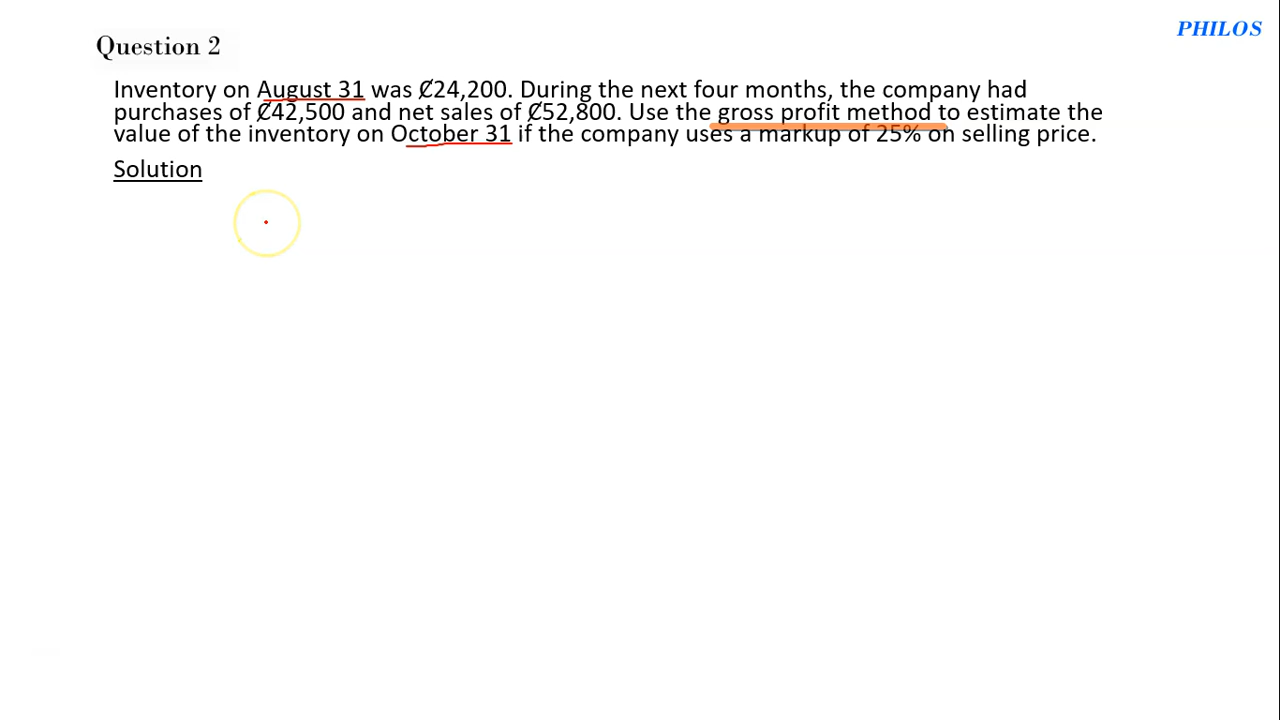 PHILOS
Question 2
Inventory on August 31 was ₵24,200. During the next four months, the company had
purchases of ₵42,500 and net sales of ₵52,800. Use the gross profit method to estimate the
value of the inventory on October 31 if the company uses a markup of 25% on selling price.
Solution